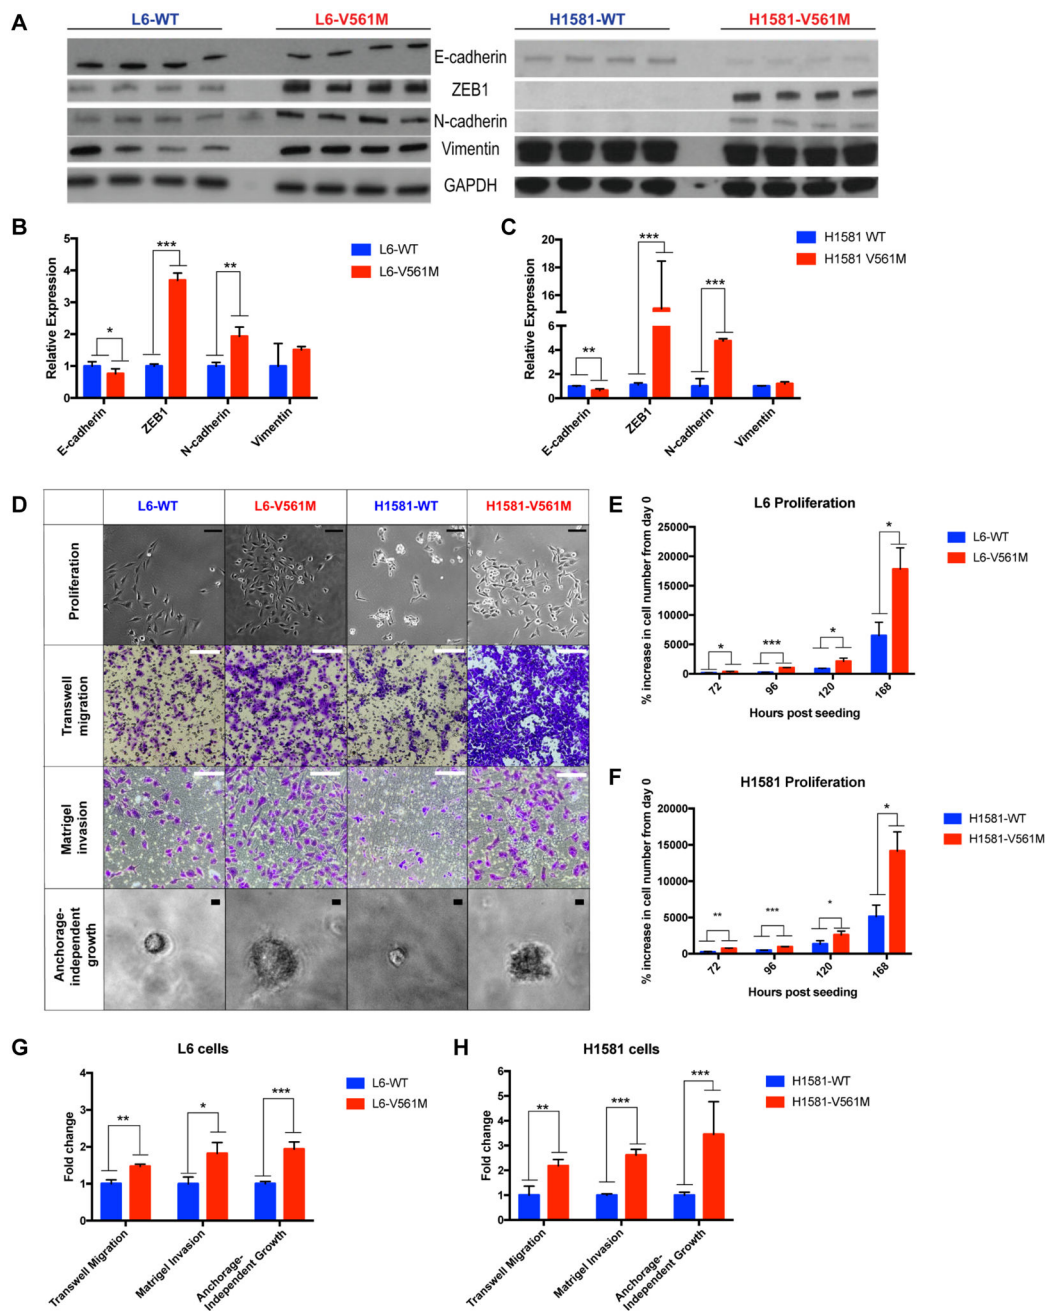 A
L6-WT
L6-V561M
H1581-WT
H1581-V561M
E-cadherin
ZEB1
N-cadherin
Vimentin
GAPDH
B
Relative Expression
5
4
3
2
1
0
*
***
**
L6-WT
L6-V561M
E-cadherin
ZEB1
N-cadherin
Vimentin
C
Relative Expression
20
18
16
14
6
4
2
0
**
***
***
H1581 WT
H1581 V561M
E-cadherin
ZEB1
N-cadherin
Vimentin
D
L6-WT
L6-V561M
H1581-WT
H1581-V561M
Proliferation
Transwell
migration
Matrigel
invasion
Anchorage-
independent
growth
E
L6 Proliferation
% increase in cell number from day 0
25000
20000
15000
10000
5000
0
*
***
*
*
L6-WT
L6-V561M
72
96
120
168
Hours post seeding
F
H1581 Proliferation
% increase in cell number from day 0
20000
15000
10000
5000
0
**
***
*
*
H1581-WT
H1581-V561M
72
96
120
168
Hours post seeding
G
L6 cells
Fold change
4
3
2
1
0
**
*
***
L6-WT
L6-V561M
Transwell Migration
Matrigel Invasion
Anchorage-
Independent Growth
H
H1581 cells
Fold change
6
5
4
3
2
1
0
**
***
***
H1581-WT
H1581-V561M
Transwell Migration
Matrigel Invasion
Anchorage-
Independent Growth